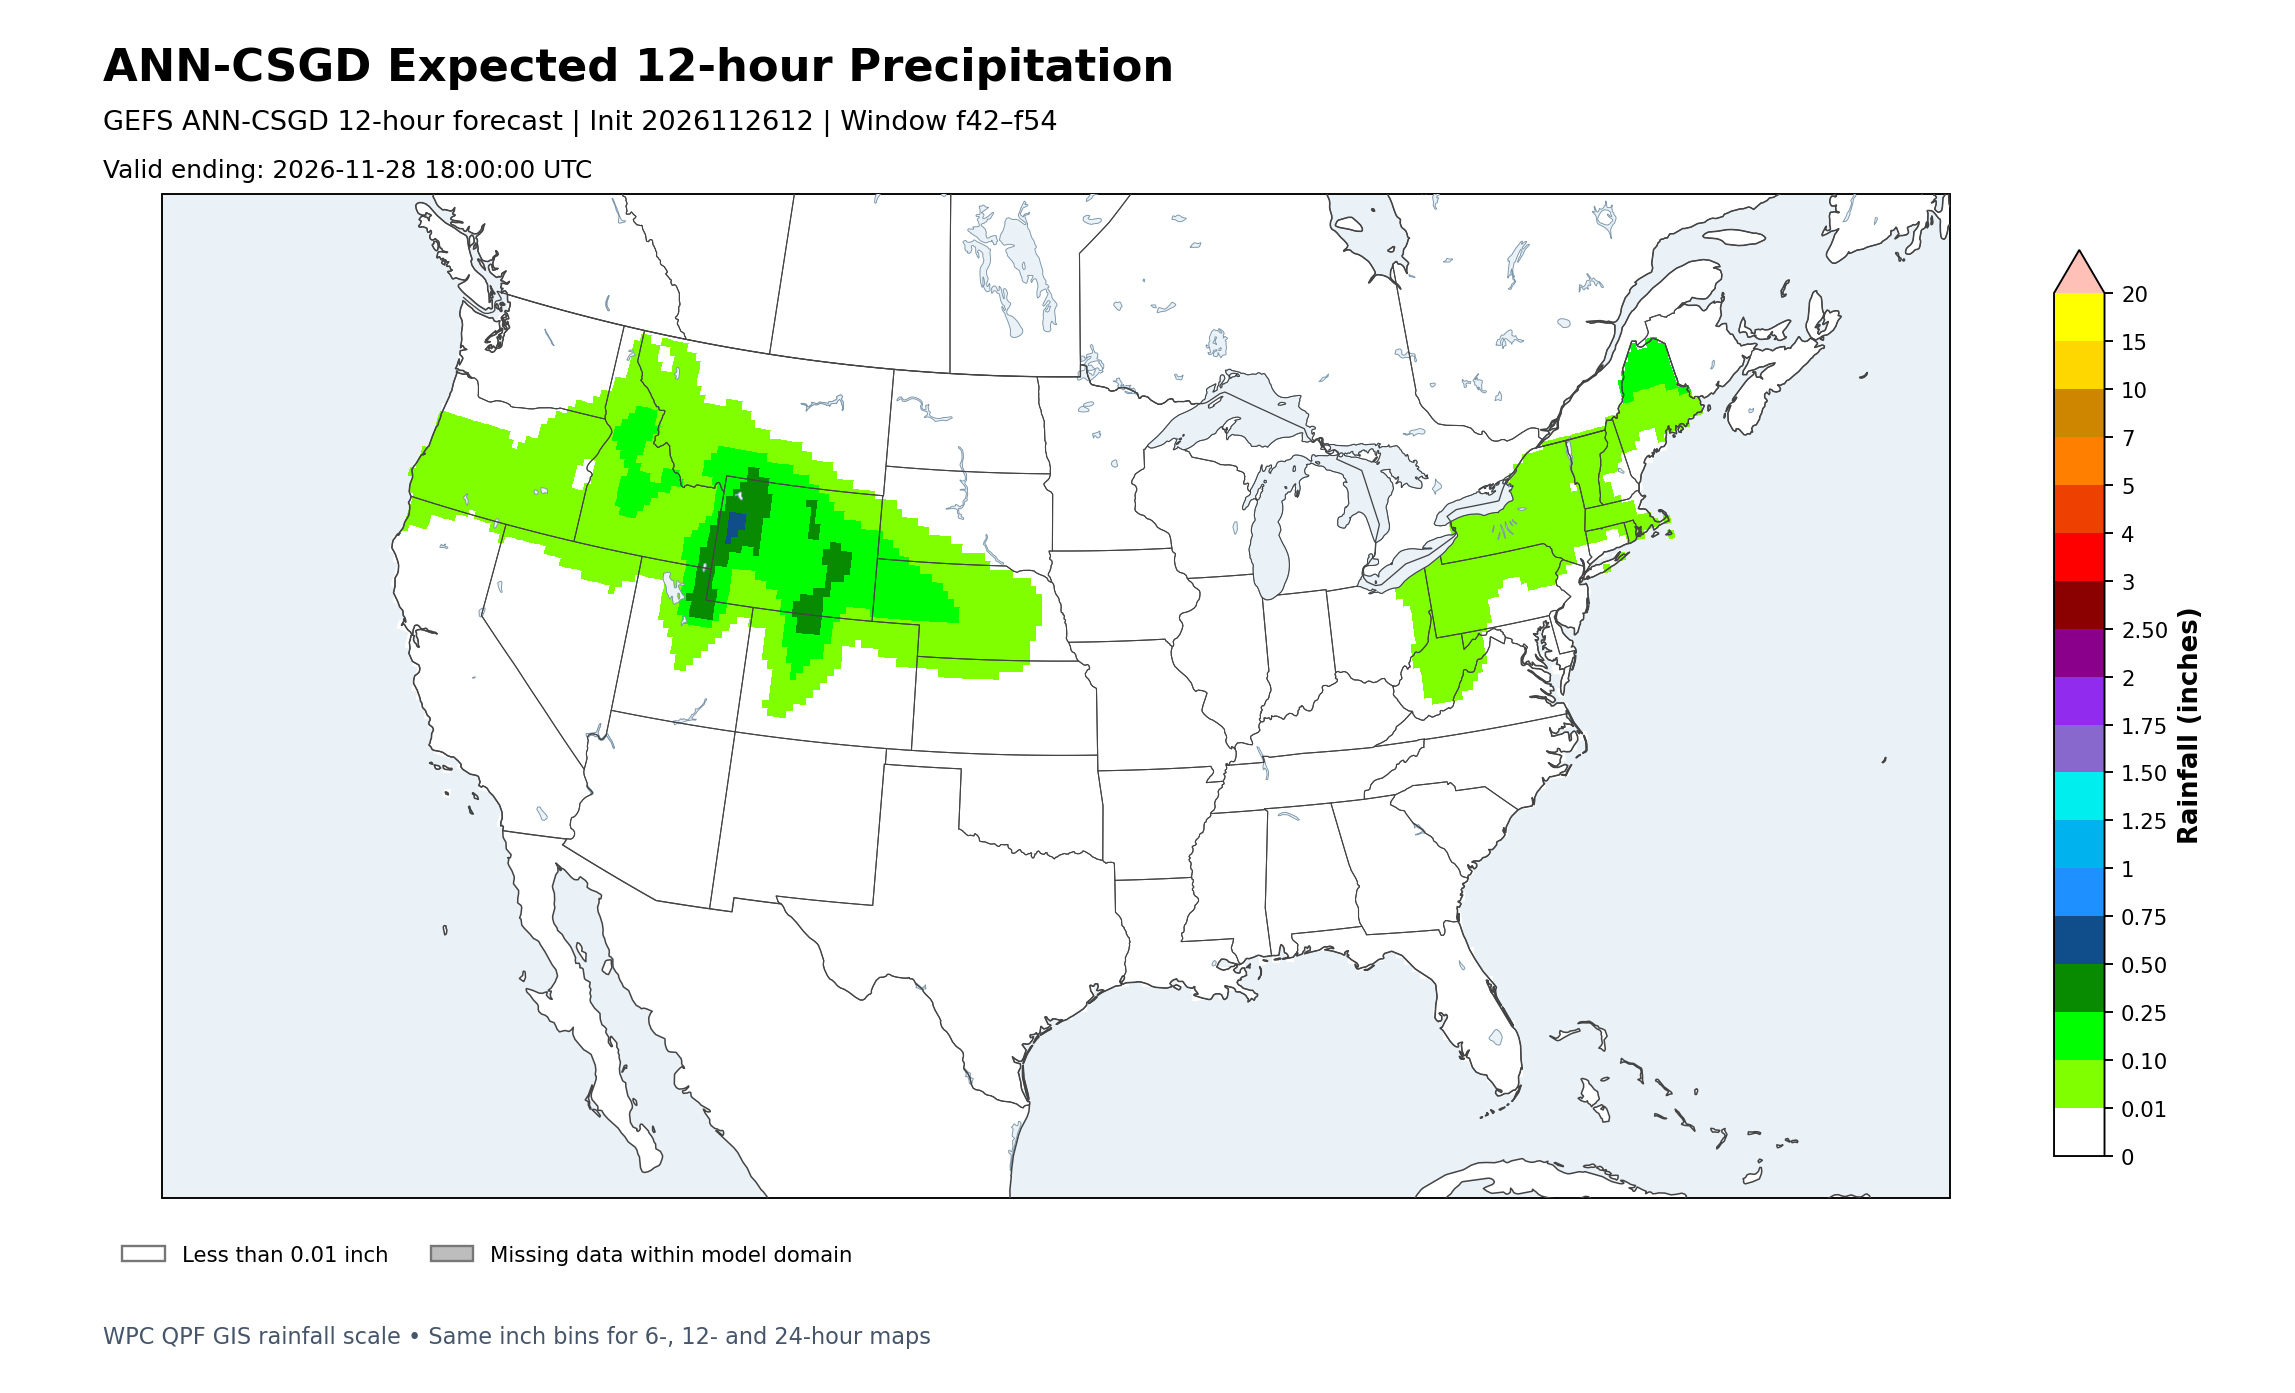 ANN-CSGD Expected 12-hour Precipitation
GEFS ANN-CSGD 12-hour forecast | Init 2026112612 | Window f42–f54
Valid ending: 2026-11-28 18:00:00 UTC
20
15
10
7
5
4
3
2.50
2
1.75
1.50
1.25
1
0.75
0.50
0.25
0.10
0.01
0
Rainfall (inches)
Less than 0.01 inch
Missing data within model domain
WPC QPF GIS rainfall scale • Same inch bins for 6-, 12- and 24-hour maps